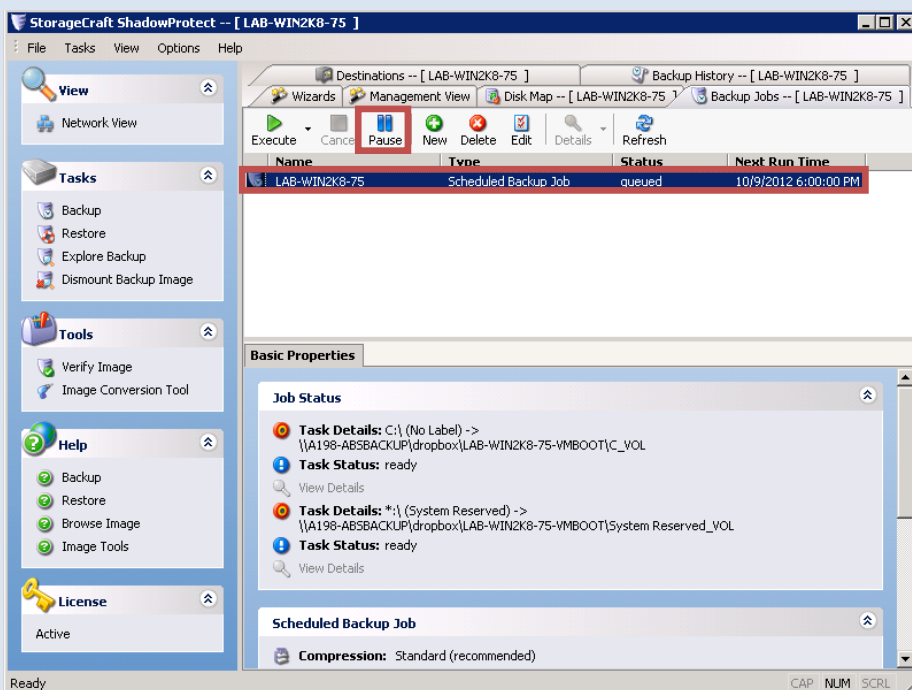 StorageCraft ShadowProtect -- [ LAB-WIN2K8-75 ]
File Tasks View Options Help
View
Network View
Tasks
Backup
Restore
Explore Backup
Dismount Backup Image
Tools
Verify Image
Image Conversion Tool
Help
Backup
Restore
Browse Image
Image Tools
License
Active
Destinations -- [ LAB-WIN2K8-75 ] Backup History -- [ LAB-WIN2K8-75 ]
Wizards Management View Disk Map -- [ LAB-WIN2K8-75 Backup Jobs -- [ LAB-WIN2K8-75 ]
Execute Cance Pause New Delete Edit Details Refresh
Name Type Status Next Run Time
LAB-WIN2K8-75 Scheduled Backup Job queued 10/9/2012 6:00:00 PM
Basic Properties
Job Status
Task Details: C:\ (No Label) ->
\\A198-ABSBACKUP\dropbox\LAB-WIN2K8-75-VMBOOT\C_VOL
Task Status: ready
View Details
Task Details: *:\ (System Reserved) ->
\\A198-ABSBACKUP\dropbox\LAB-WIN2K8-75-VMBOOT\System Reserved_VOL
Task Status: ready
View Details
Scheduled Backup Job
Compression: Standard (recommended)
Ready CAP NUM SCRL